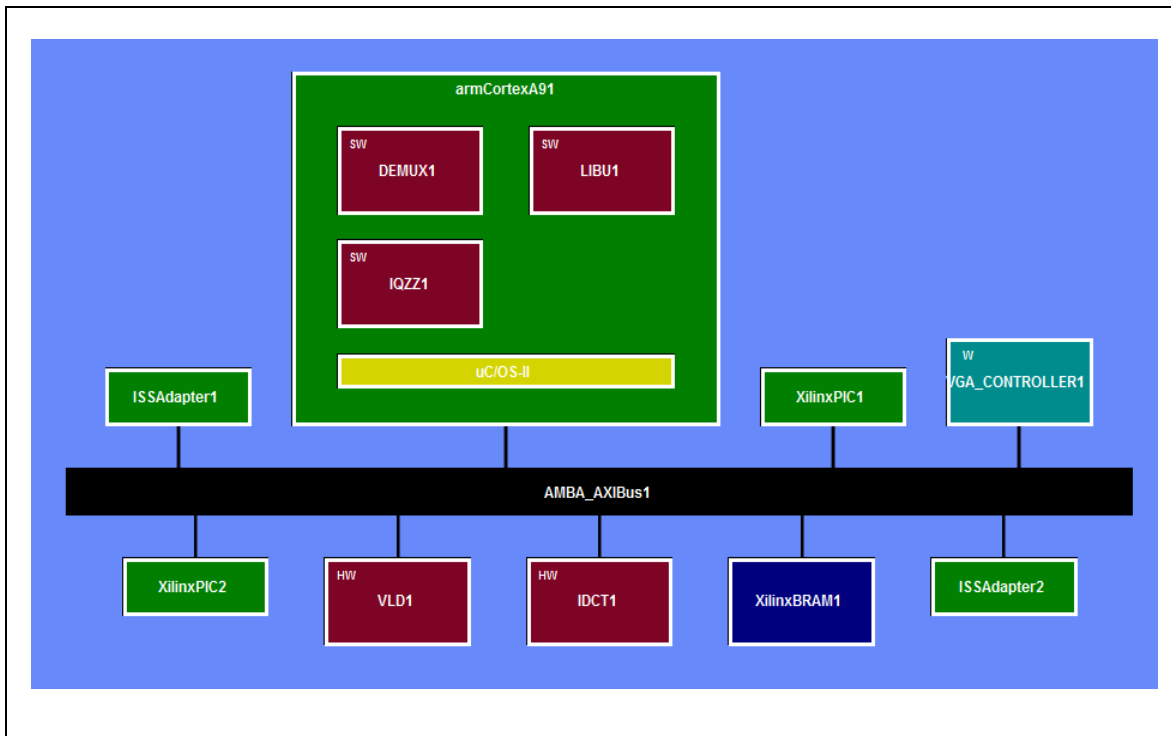 armCortexA91
SW
DEMUX1
SW
LIBU1
SW
IQZZ1
uC/OS-II
ISSAdapter1
XilinxPIC1
W
VGA_CONTROLLER1
AMBA_AXIBus1
XilinxPIC2
HW
VLD1
HW
IDCT1
XilinxBRAM1
ISSAdapter2